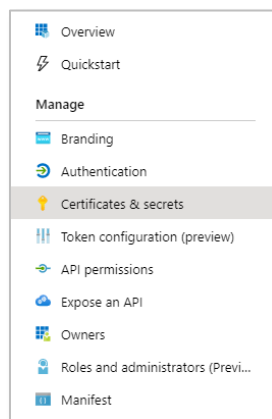 Overview
Quickstart
Manage
Branding
Authentication
Certificates & secrets
Token configuration (preview)
API permissions
Expose an API
Owners
Roles and administrators (Previ...
Manifest